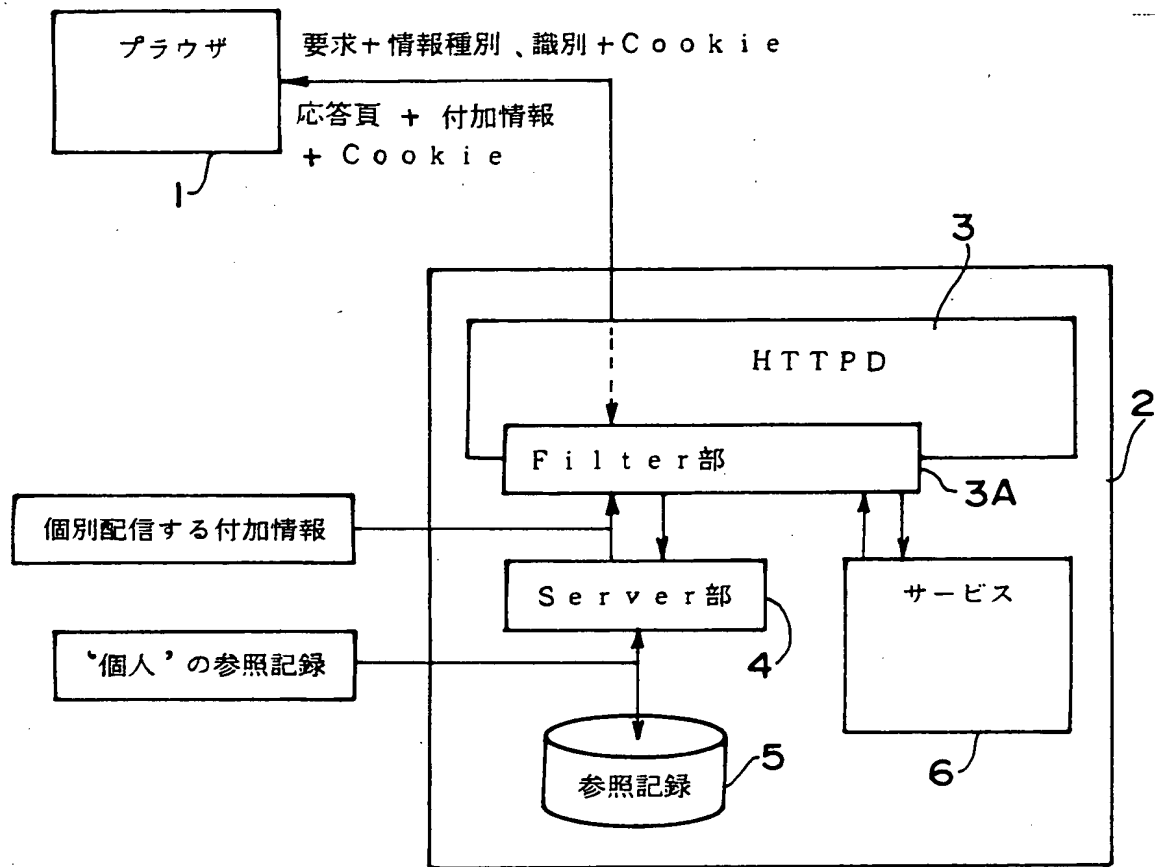 ブラウザ
要求+情報種別、識別+Cookie
応答頁 + 付加情報
+ Cookie
1
3
HTTPD
2
Filter部
3A
個別配信する付加情報
Server部
サービス
‘個人’の参照記録
4
5
6
参照記録